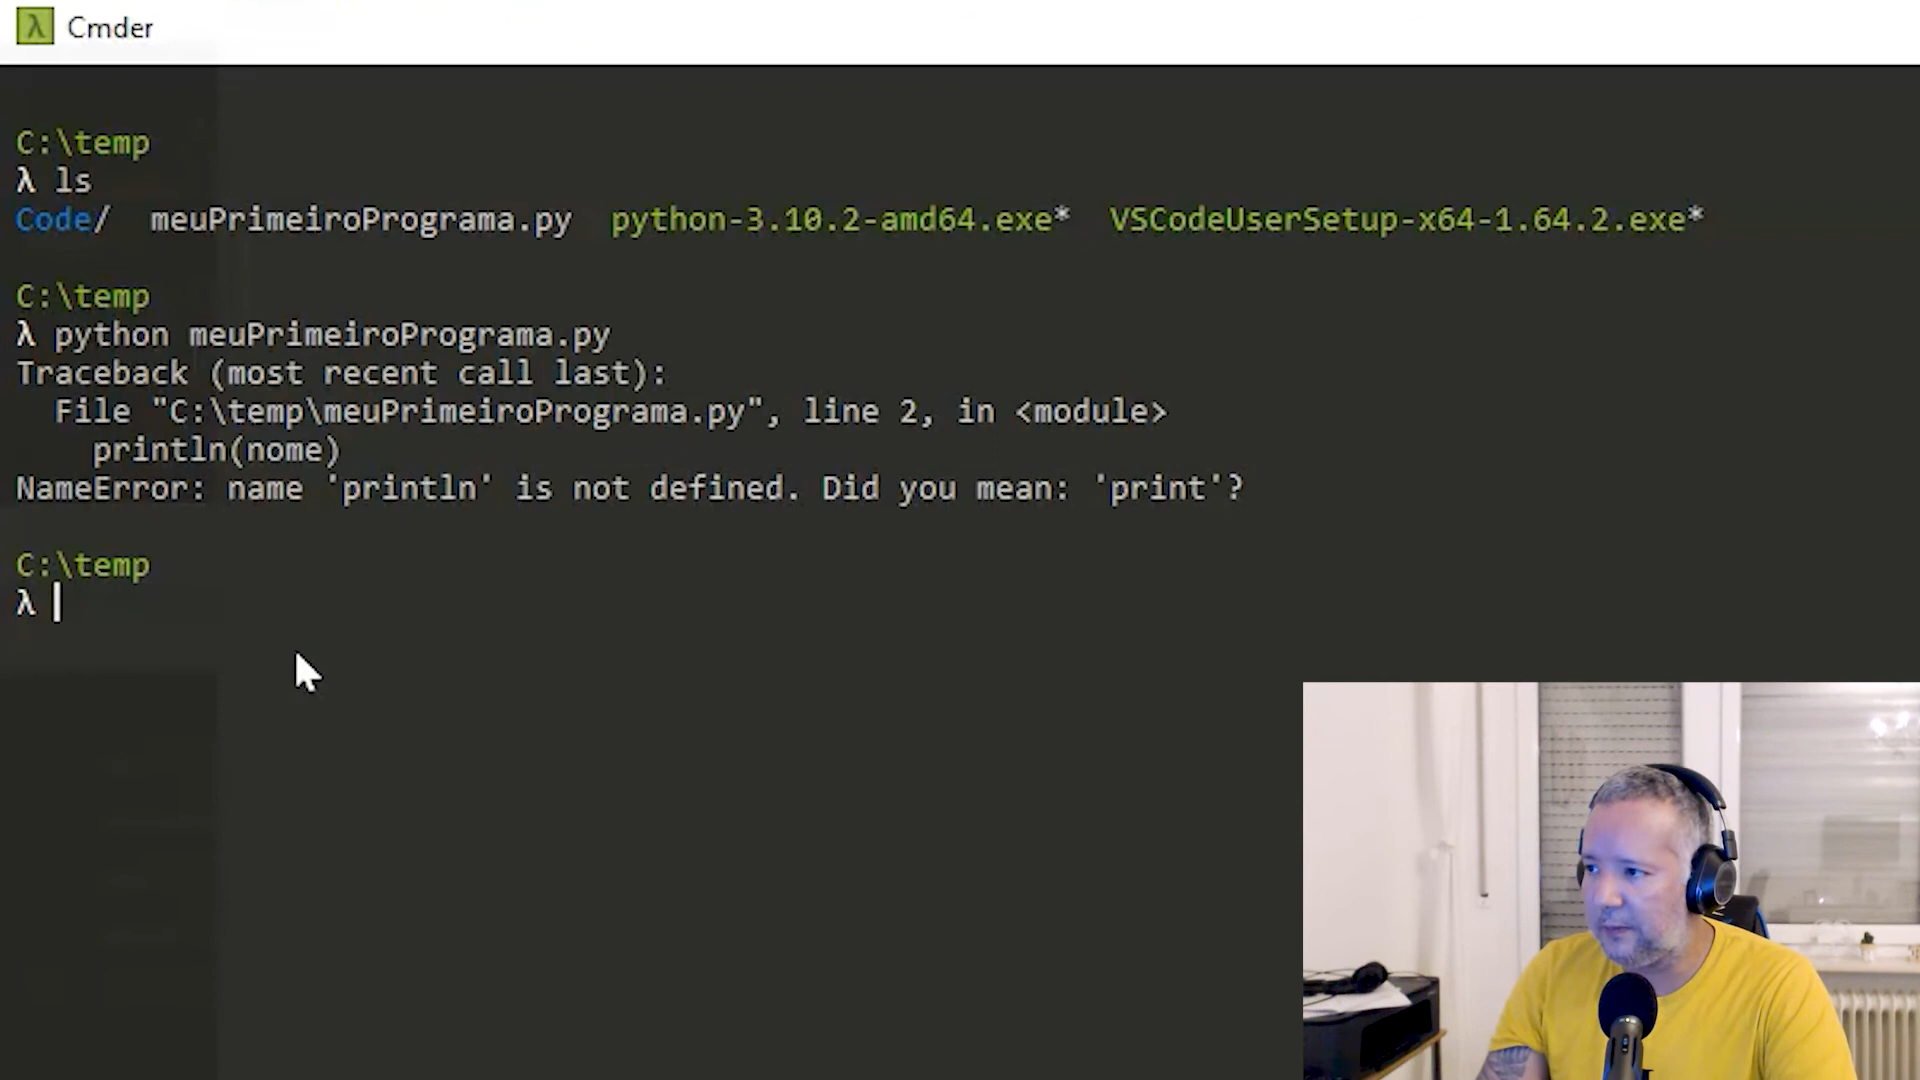 λ Cmder
C:\temp
λ ls
Code/ meuPrimeiroPrograma.py python-3.10.2-amd64.exe* VSCodeUserSetup-x64-1.64.2.exe*
C:\temp
λ python meuPrimeiroPrograma.py
Traceback (most recent call last):
File "C:\temp\meuPrimeiroPrograma.py", line 2, in <module>
println(nome)
NameError: name 'println' is not defined. Did you mean: 'print'?
C:\temp
λ